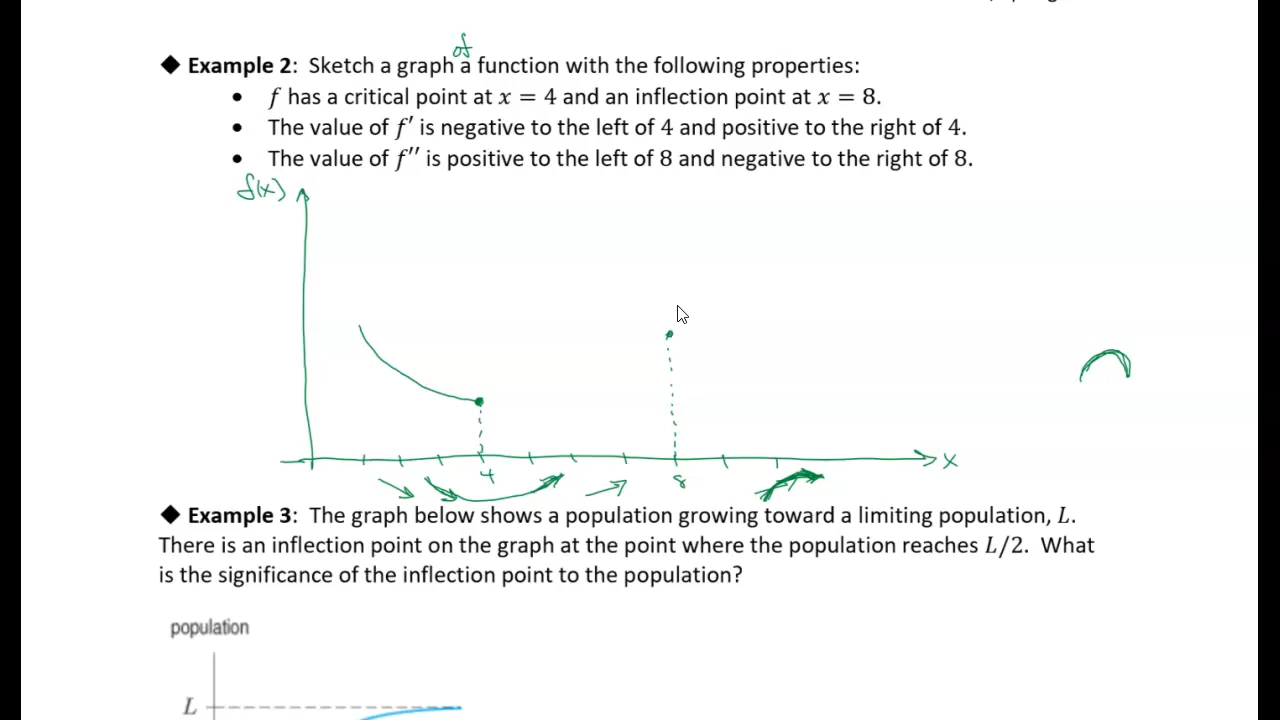 of
◆ Example 2: Sketch a graph a function with the following properties:
• f has a critical point at x = 4 and an inflection point at x = 8.
• The value of f′ is negative to the left of 4 and positive to the right of 4.
• The value of f″ is positive to the left of 8 and negative to the right of 8.
f(x)
x
4 8
◆ Example 3: The graph below shows a population growing toward a limiting population, L.
There is an inflection point on the graph at the point where the population reaches L/2. What
is the significance of the inflection point to the population?
population
L